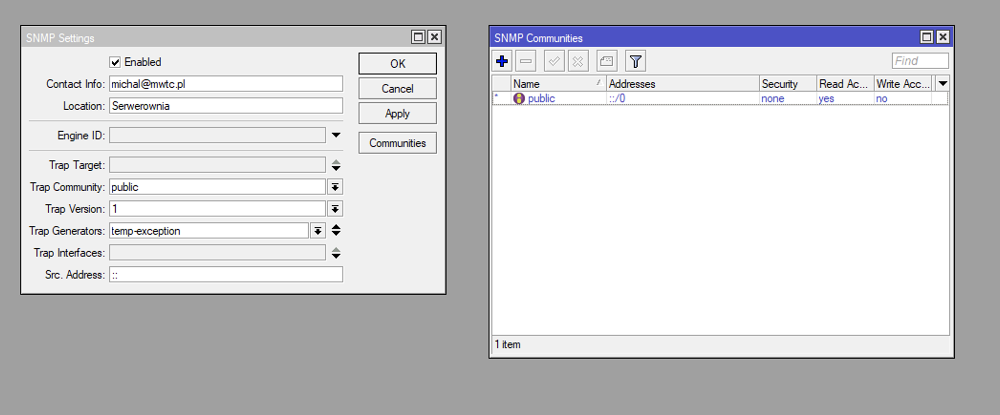 SNMP Settings
Enabled
OK
Contact Info: michal@mwtc.pl
Cancel
Location: Serwerownia
Apply
Engine ID:
Communities
Trap Target:
Trap Community: public
Trap Version: 1
Trap Generators: temp-exception
Trap Interfaces:
Src. Address: ::
SNMP Communities
Find
Name Addresses Security Read Ac... Write Acc...
* public ::/0 none yes no
1 item